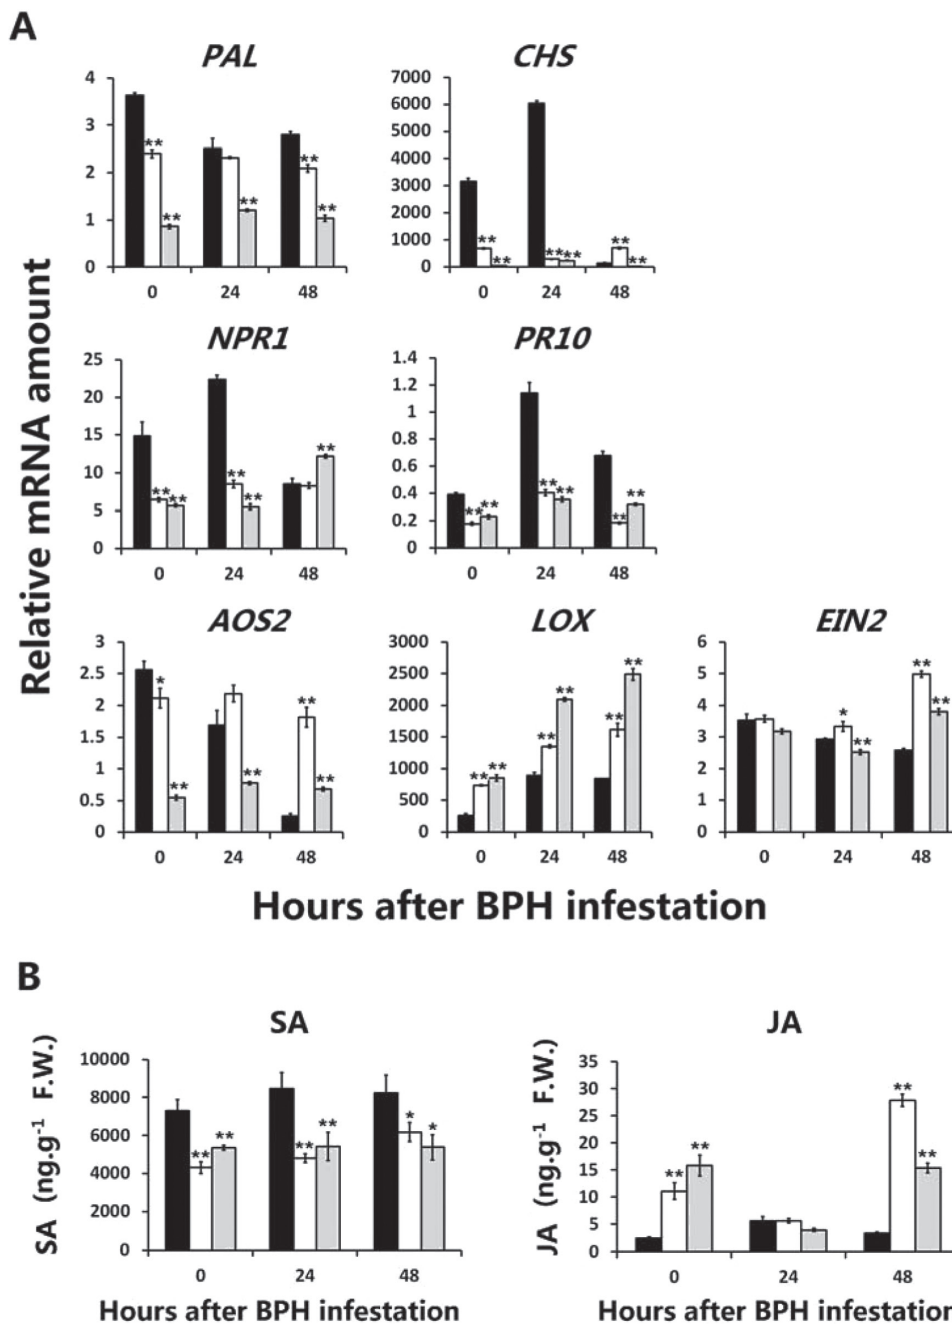 A
PAL
CHS
4
3
2
1
0
** ** ** ** **
0 24 48
7000
6000
5000
4000
3000
2000
1000
0
** ** ** ** ** **
0 24 48
Relative mRNA amount
NPR1
PR10
25
20
15
10
5
0
** ** ** ** **
0 24 48
1.4
1.2
1
0.8
0.6
0.4
0.2
0
** ** ** ** ** **
0 24 48
AOS2
LOX
EIN2
3
2.5
2
1.5
1
0.5
0
* ** ** ** **
0 24 48
3000
2500
2000
1500
1000
500
0
** ** ** ** ** **
0 24 48
6
5
4
3
2
1
0
* ** ** **
0 24 48
Hours after BPH infestation
B
SA
JA
SA (ng.g⁻¹ F.W.)
10000
8000
6000
4000
2000
0
** ** ** ** * *
0 24 48
Hours after BPH infestation
JA (ng.g⁻¹ F.W.)
35
30
25
20
15
10
5
0
** ** ** **
0 24 48
Hours after BPH infestation